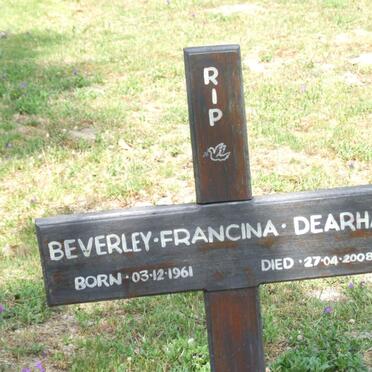 R
I
P
BEVERLEY·FRANCINA·DEARHA
BORN·03·12·1961 DIED·27·04·2008